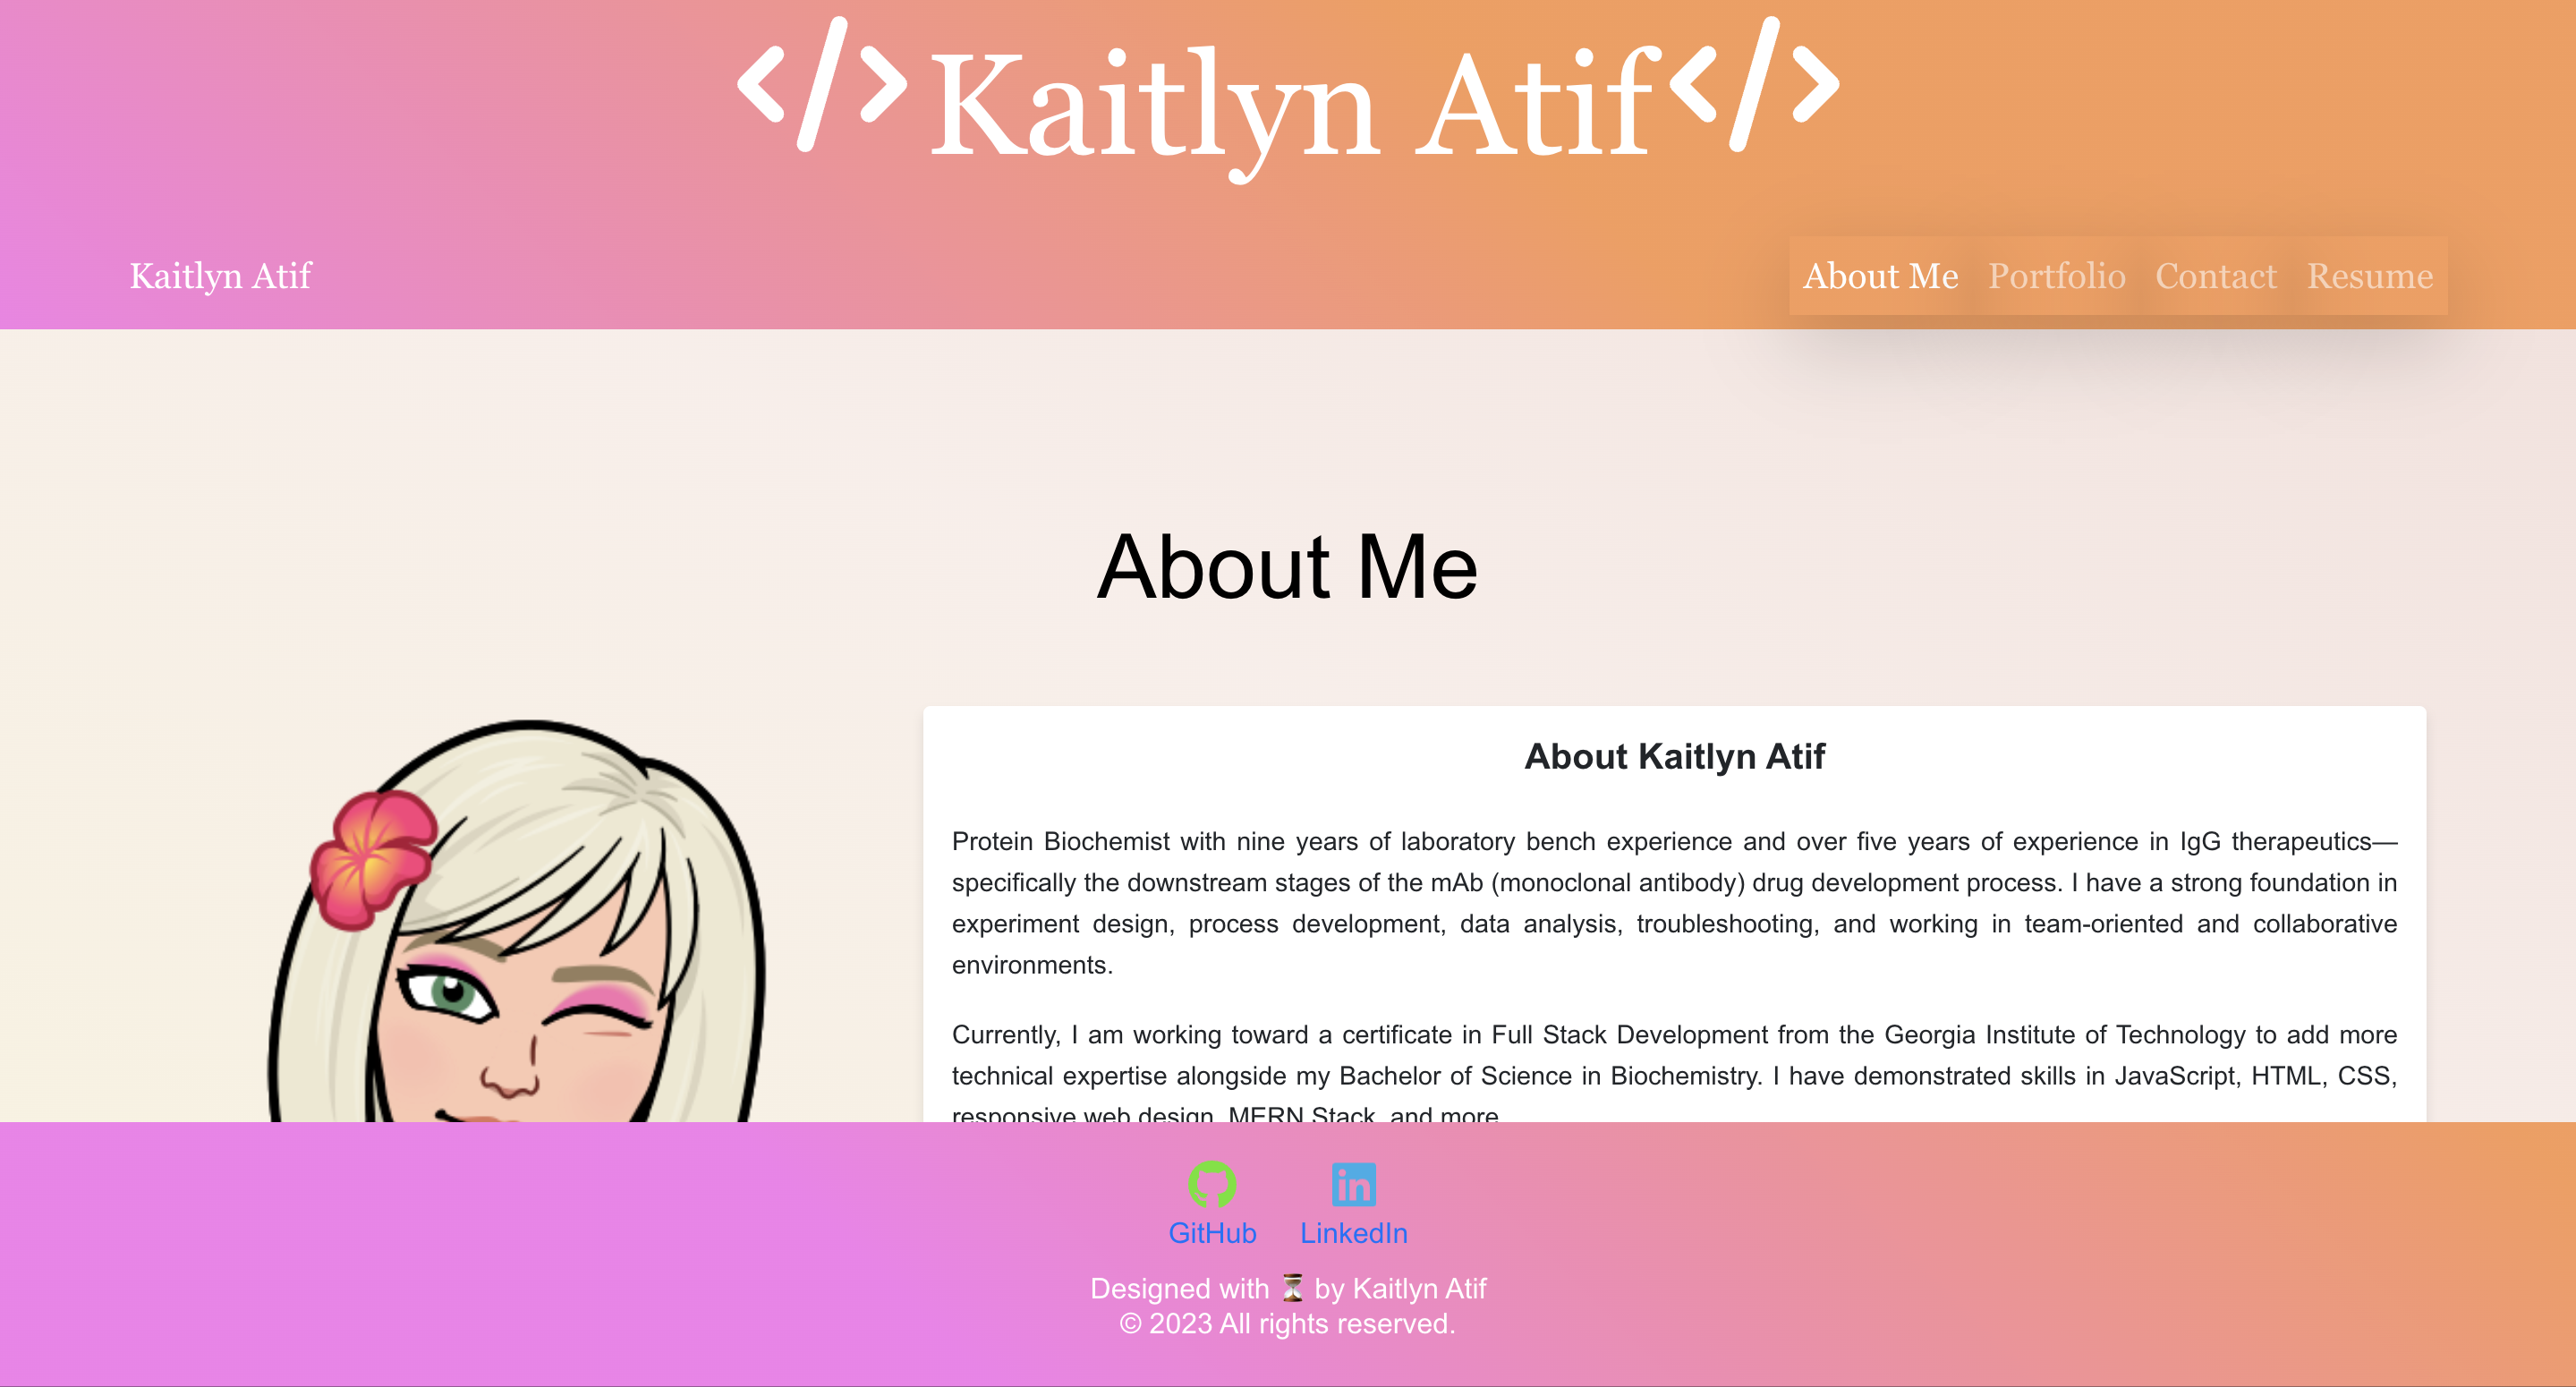 </>Kaitlyn Atif</>
Kaitlyn Atif
About Me Portfolio Contact Resume
About Me
About Kaitlyn Atif
Protein Biochemist with nine years of laboratory bench experience and over five years of experience in IgG therapeutics—
specifically the downstream stages of the mAb (monoclonal antibody) drug development process. I have a strong foundation in
experiment design, process development, data analysis, troubleshooting, and working in team-oriented and collaborative
environments.
Currently, I am working toward a certificate in Full Stack Development from the Georgia Institute of Technology to add more
technical expertise alongside my Bachelor of Science in Biochemistry. I have demonstrated skills in JavaScript, HTML, CSS,
responsive web design, MERN Stack, and more
GitHub LinkedIn
Designed with ⏳ by Kaitlyn Atif
© 2023 All rights reserved.